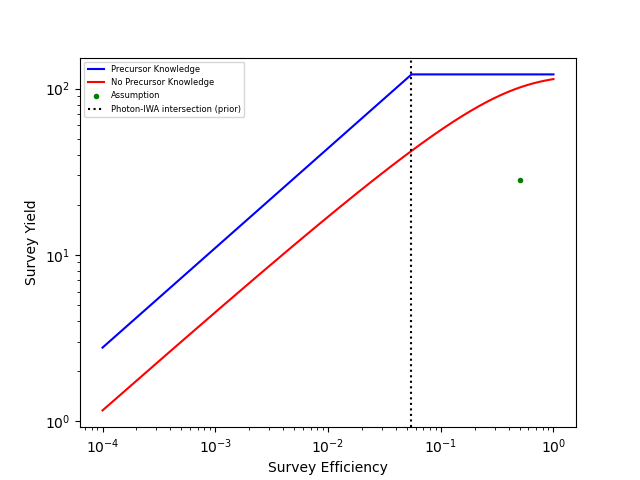 Precursor Knowledge
No Precursor Knowledge
Assumption
Photon-IWA intersection (prior)
Survey Yield
10²
10¹
10⁰
10⁻⁴ 10⁻³ 10⁻² 10⁻¹ 10⁰
Survey Efficiency